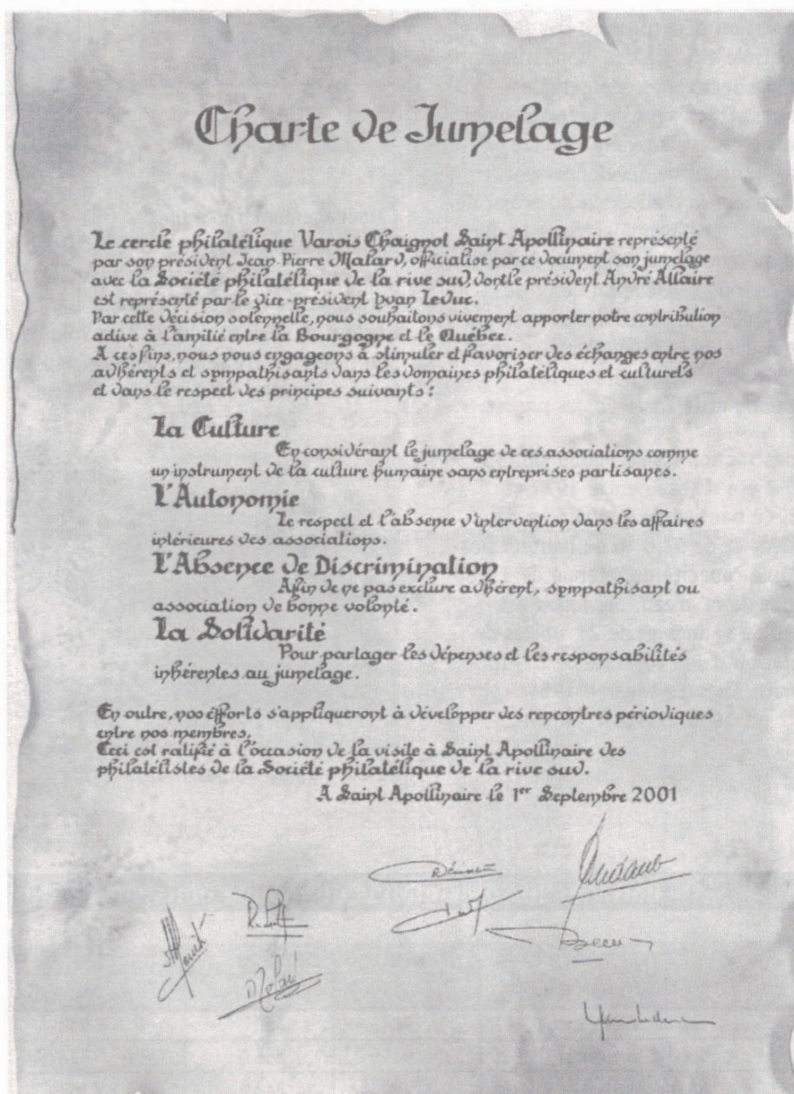 Charte de Jumelage
Le cercle philatélique Varois Chaignot Saint Apollinaire représenté
par son président Jean-Pierre Malard, officialise par ce document son jumelage
avec la Société philatélique de la rive sud, dont le président André Allaire
est représenté par le vice-président Yvan Leduc.
Par cette décision solennelle, nous souhaitons vivement apporter notre contribution
active à l'amitié entre la Bourgogne et le Québec.
A ces fins, nous nous engageons à stimuler et favoriser des échanges entre nos
adhérents et sympathisants dans les domaines philatéliques et culturels
et dans le respect des principes suivants :
La Culture
En considérant le jumelage de ces associations comme
un instrument de la culture humaine sans entreprises partisanes.
L'Autonomie
Le respect et l'absence d'intervention dans les affaires
intérieures des associations.
L'Absence de Discrimination
Afin de ne pas exclure adhérent, sympathisant ou
association de bonne volonté.
La Solidarité
Pour partager les dépenses et les responsabilités
inhérentes au jumelage.
En outre, nos efforts s'appliqueront à développer des rencontres périodiques
entre nos membres.
Ceci est ratifié à l'occasion de la visite à Saint Apollinaire des
philatélistes de la Société philatélique de la rive sud.
A Saint Apollinaire le 1er Septembre 2001